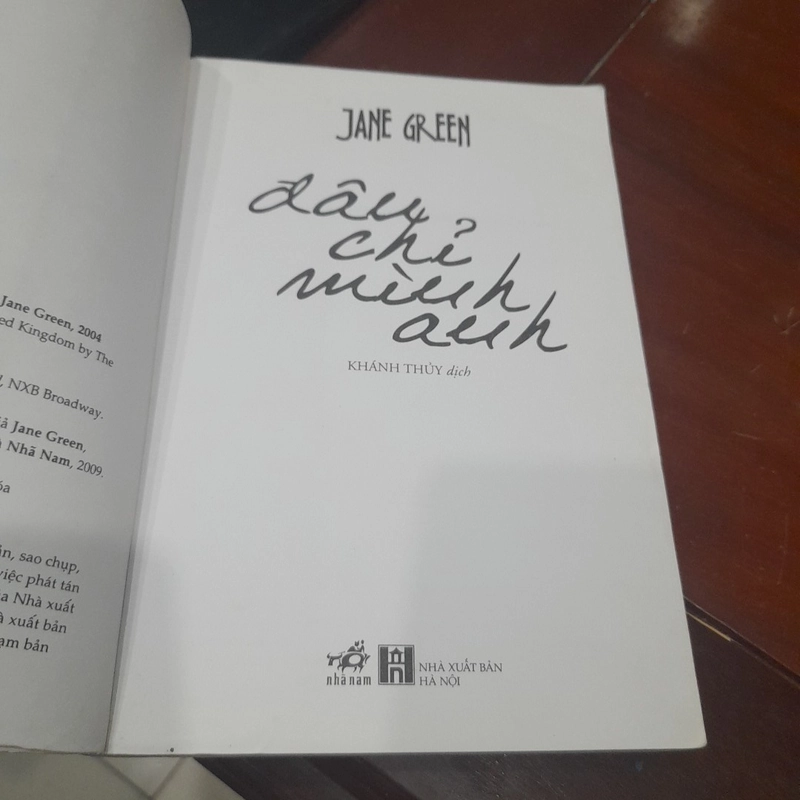 Jane Green, 2004
Kingdom by The
NXB Broadway.
Jane Green,
Nhã Nam, 2009.
sao chụp,
việc phát tán
Nhà xuất
xuất bản
bản
JANE GREEN
đâu
chỉ
mình
anh
KHÁNH THỦY dịch
nhã nam
NHÀ XUẤT BẢN
HÀ NỘI